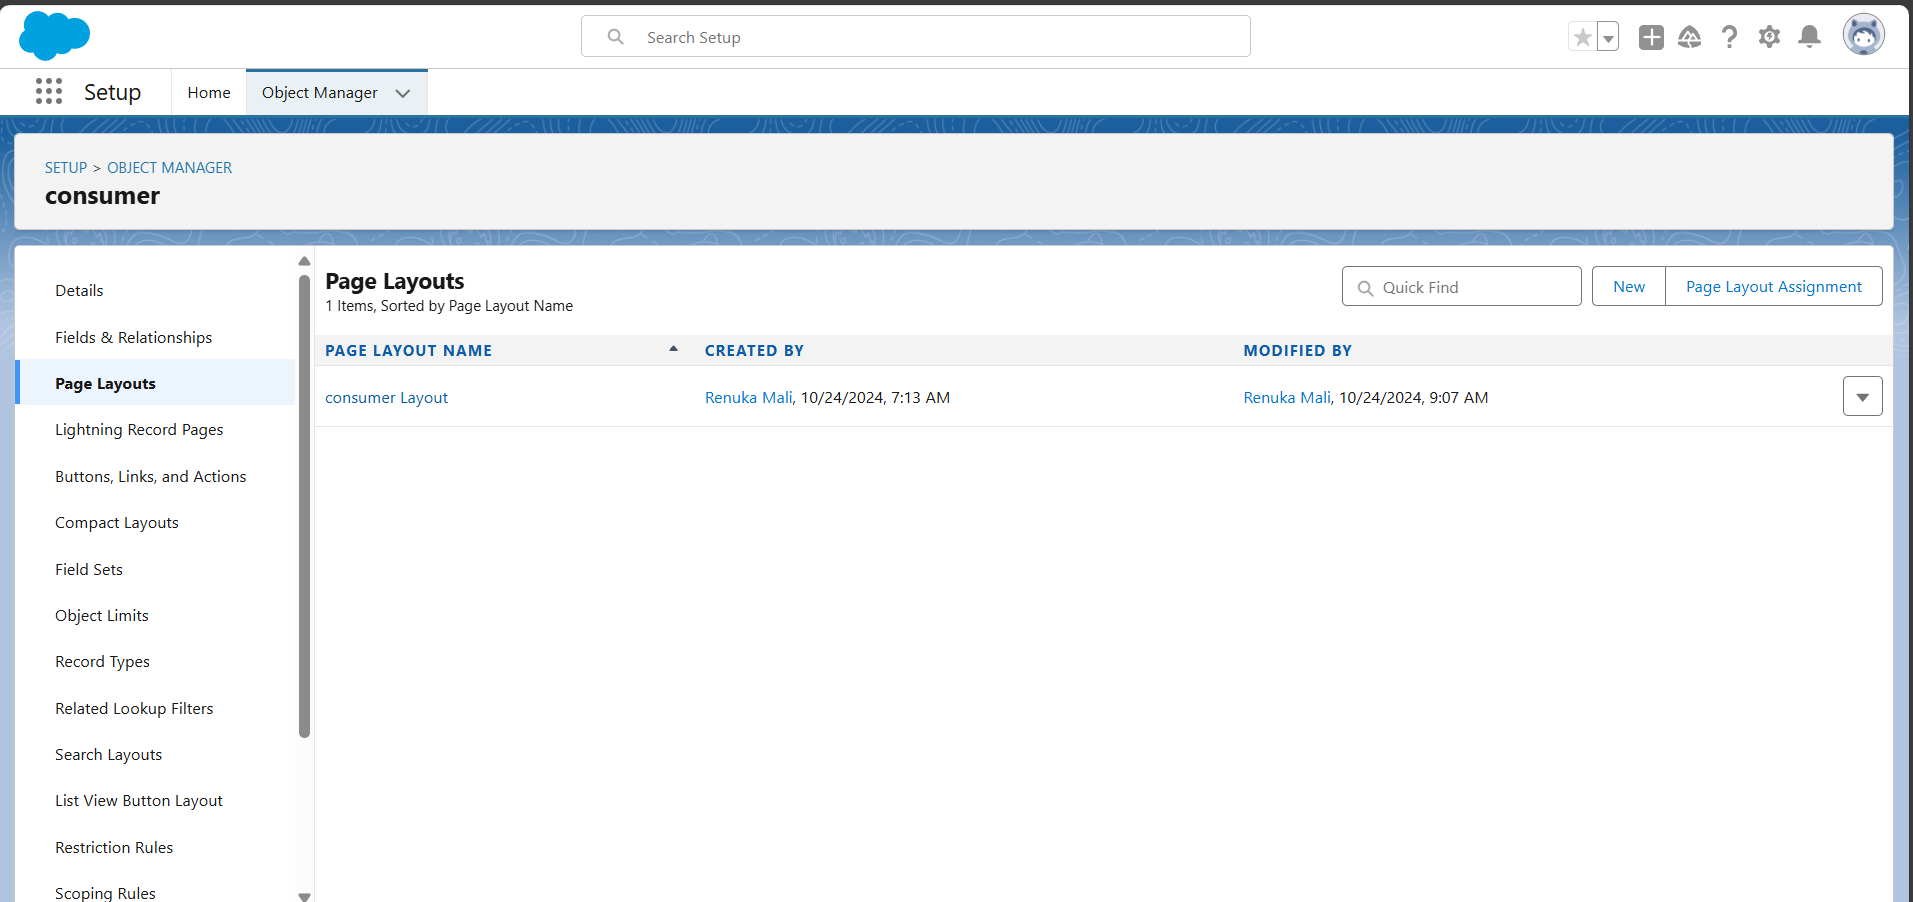 Search Setup
Setup
Home
Object Manager
SETUP > OBJECT MANAGER
consumer
Details
Fields & Relationships
Page Layouts
Lightning Record Pages
Buttons, Links, and Actions
Compact Layouts
Field Sets
Object Limits
Record Types
Related Lookup Filters
Search Layouts
List View Button Layout
Restriction Rules
Scoping Rules
Page Layouts
1 Items, Sorted by Page Layout Name
Quick Find
New
Page Layout Assignment
PAGE LAYOUT NAME CREATED BY MODIFIED BY
consumer Layout Renuka Mali, 10/24/2024, 7:13 AM Renuka Mali, 10/24/2024, 9:07 AM